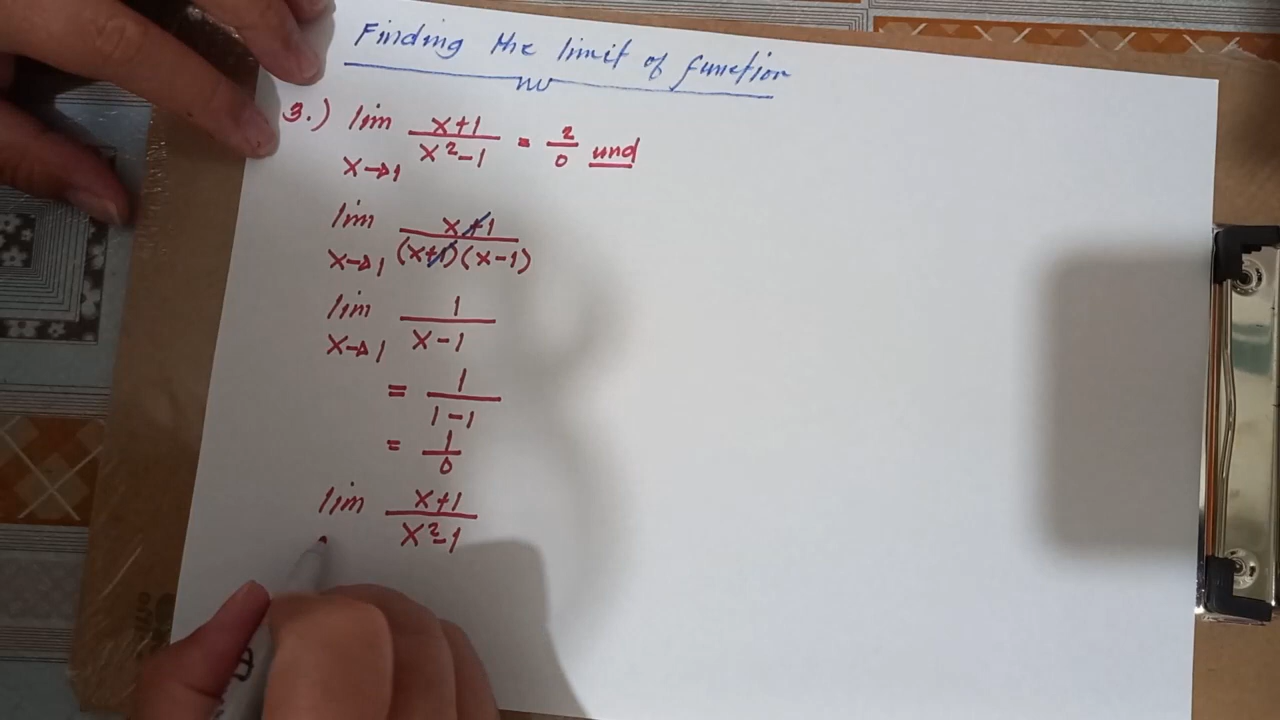 Finding the limit of function
3.) lim x→1 x+1/x²-1 = 2/0 und
lim x→1 x+1/(x+1)(x-1)
lim x→1 1/x-1
= 1/1-1
= 1/0
lim x+1/x²-1